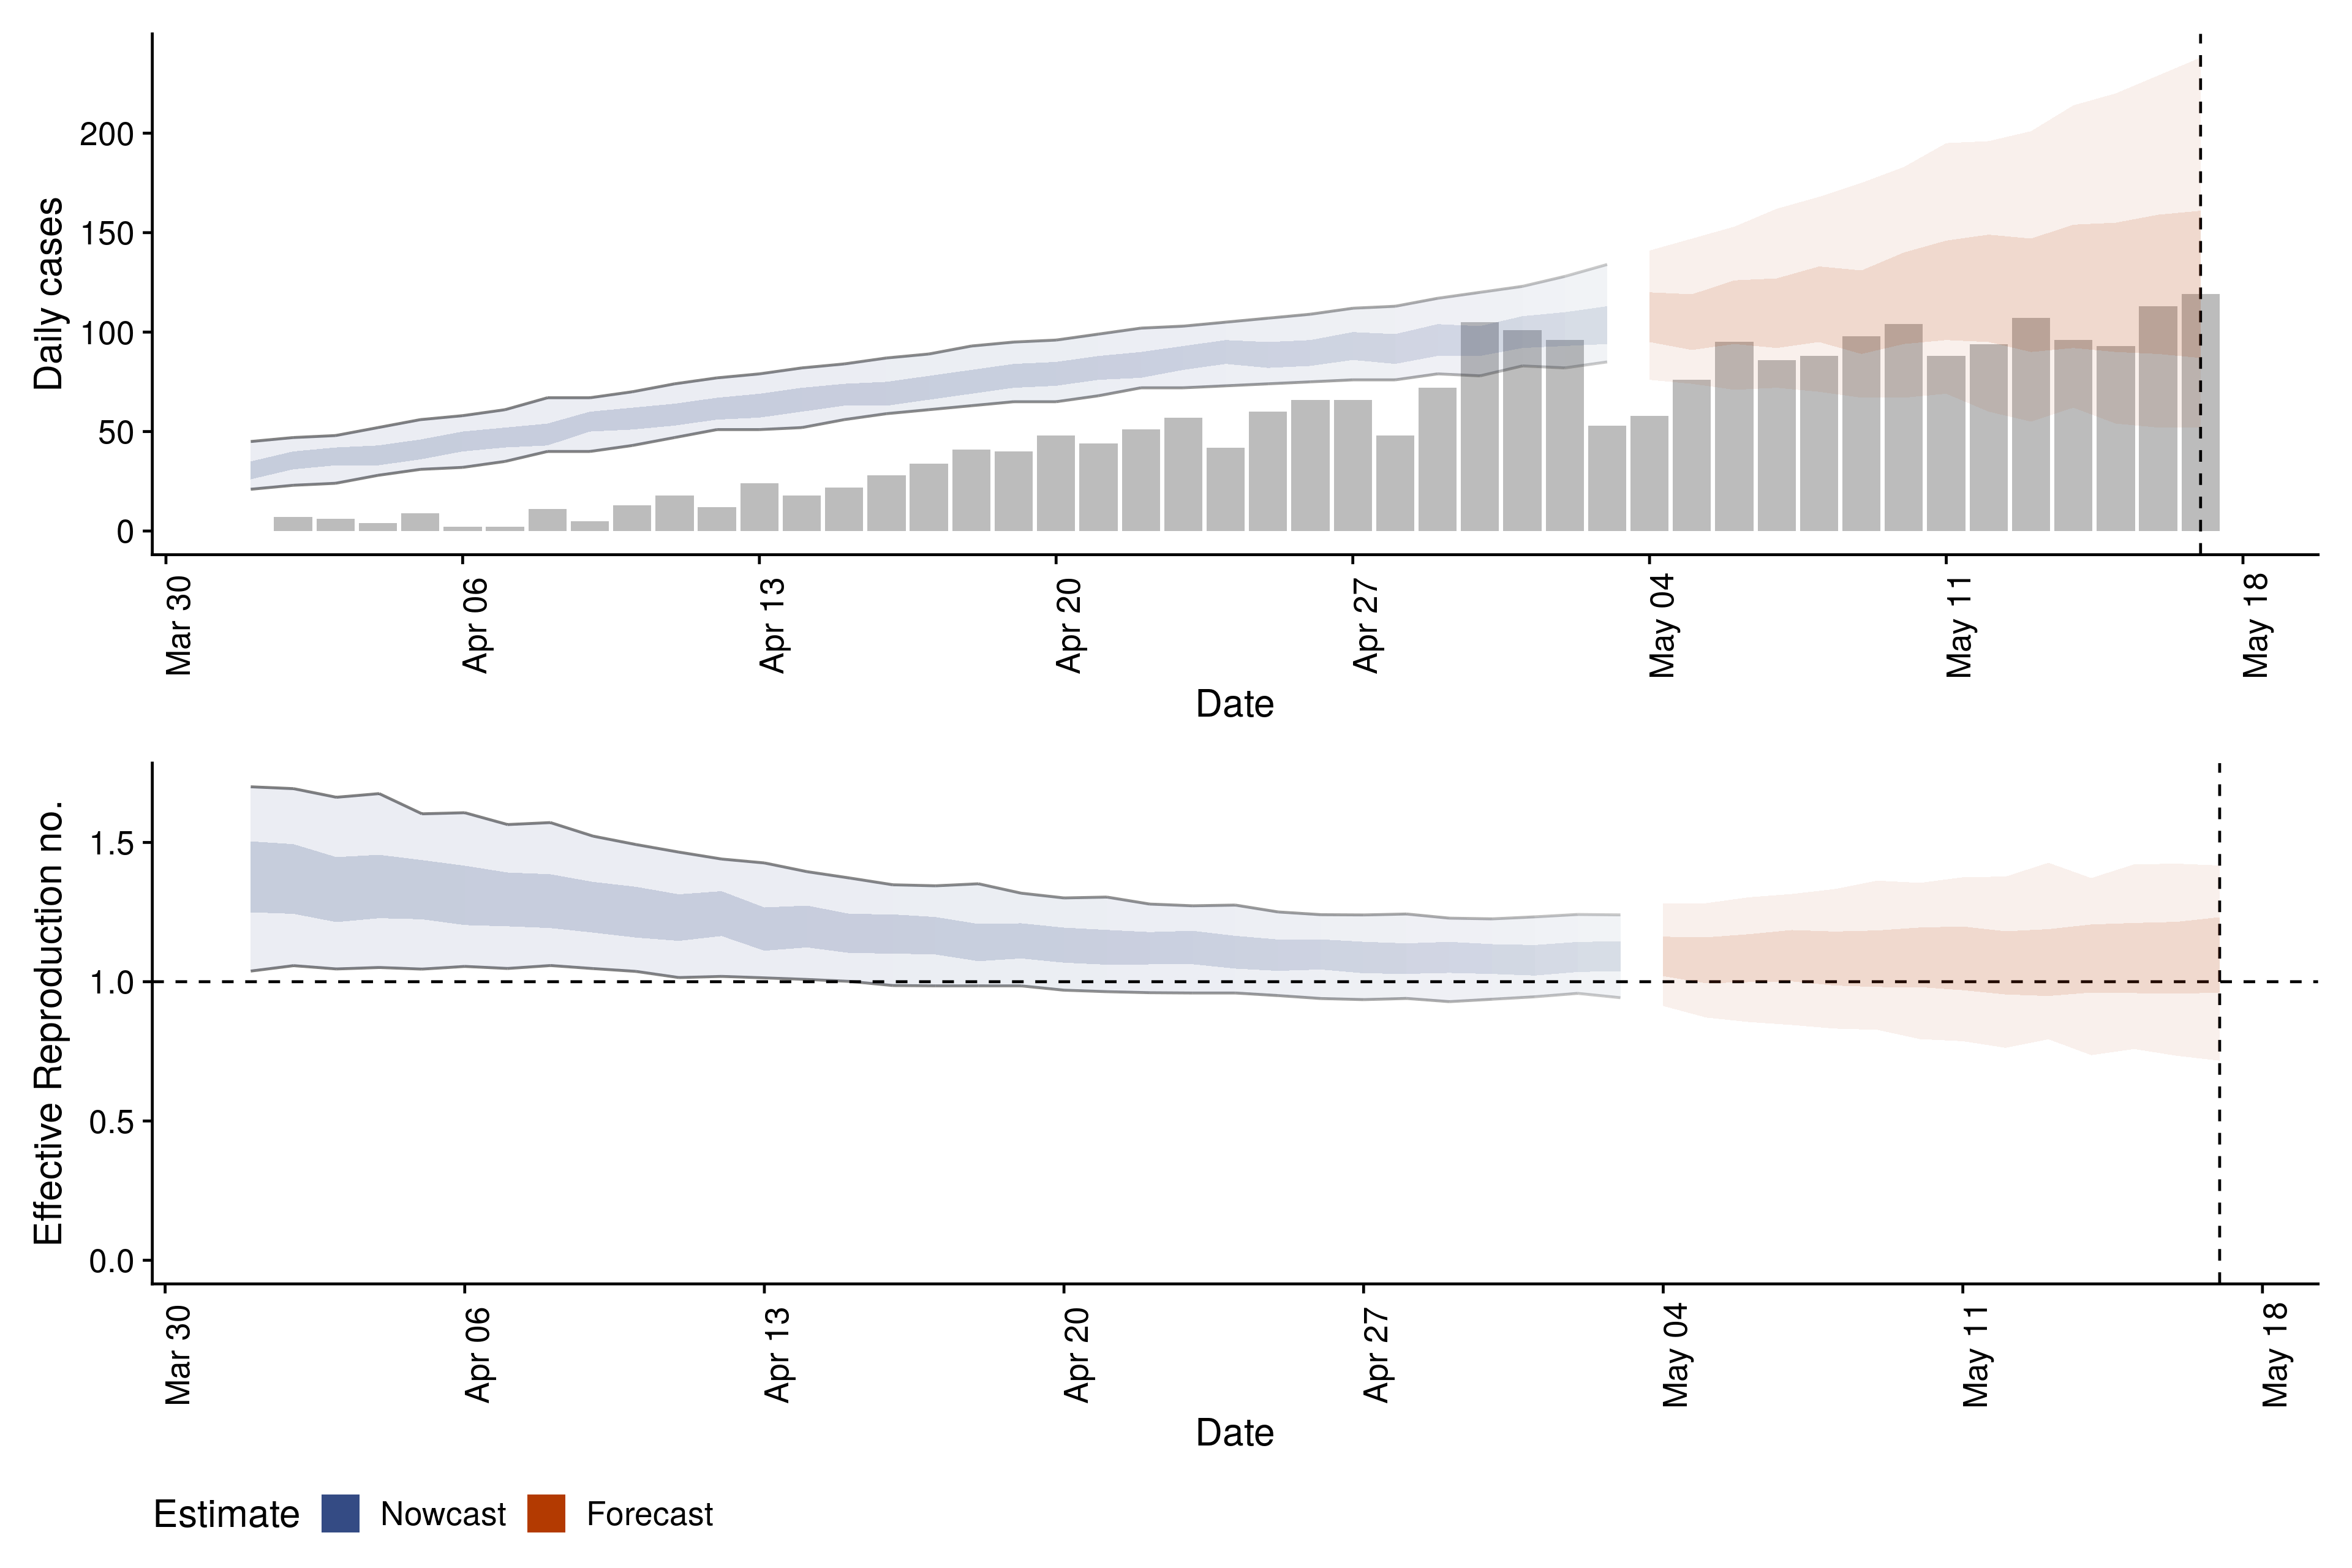 Daily cases
200
150
100
50
0
Mar 30
Apr 06
Apr 13
Apr 20
Apr 27
May 04
May 11
May 18
Date
Effective Reproduction no.
1.5
1.0
0.5
0.0
Mar 30
Apr 06
Apr 13
Apr 20
Apr 27
May 04
May 11
May 18
Date
Estimate Nowcast Forecast